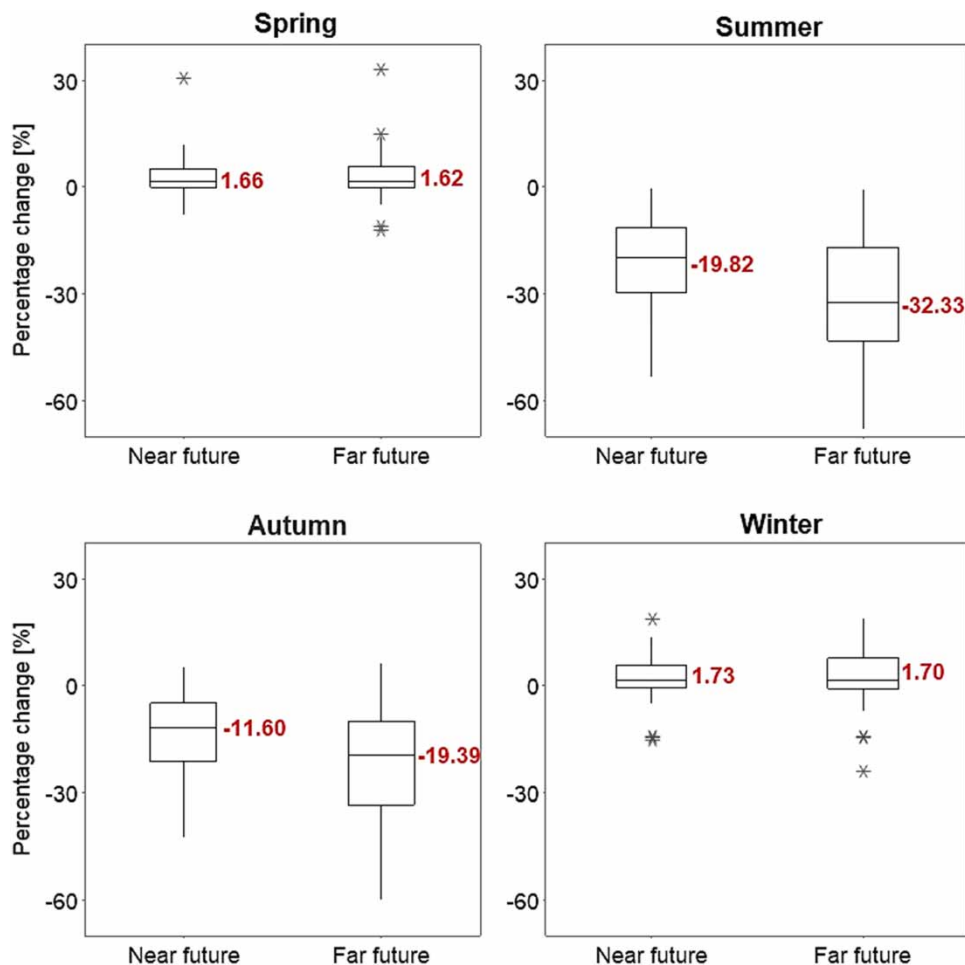 Spring
Percentage change [%]
30
0
-30
-60
1.66
1.62
Near future
Far future
Summer
30
0
-30
-60
-19.82
-32.33
Near future
Far future
Autumn
Percentage change [%]
30
0
-30
-60
-11.60
-19.39
Near future
Far future
Winter
30
0
-30
-60
1.73
1.70
Near future
Far future